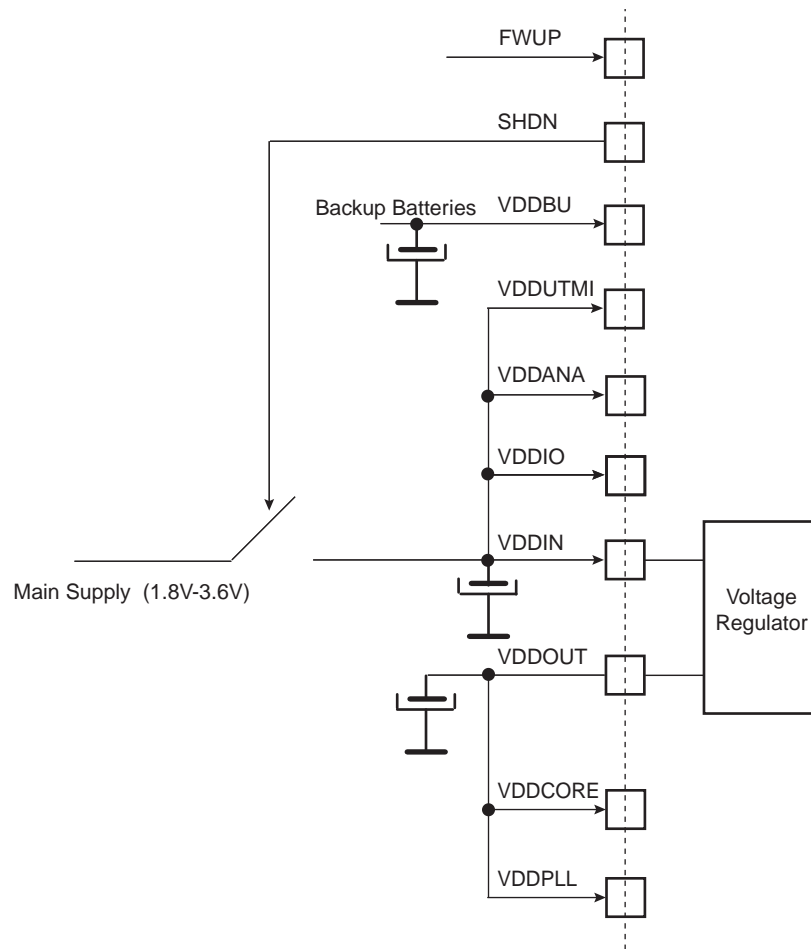 FWUP
SHDN
Backup Batteries
VDDBU
VDDUTMI
VDDANA
VDDIO
VDDIN
Main Supply (1.8V-3.6V)
Voltage
Regulator
VDDOUT
VDDCORE
VDDPLL